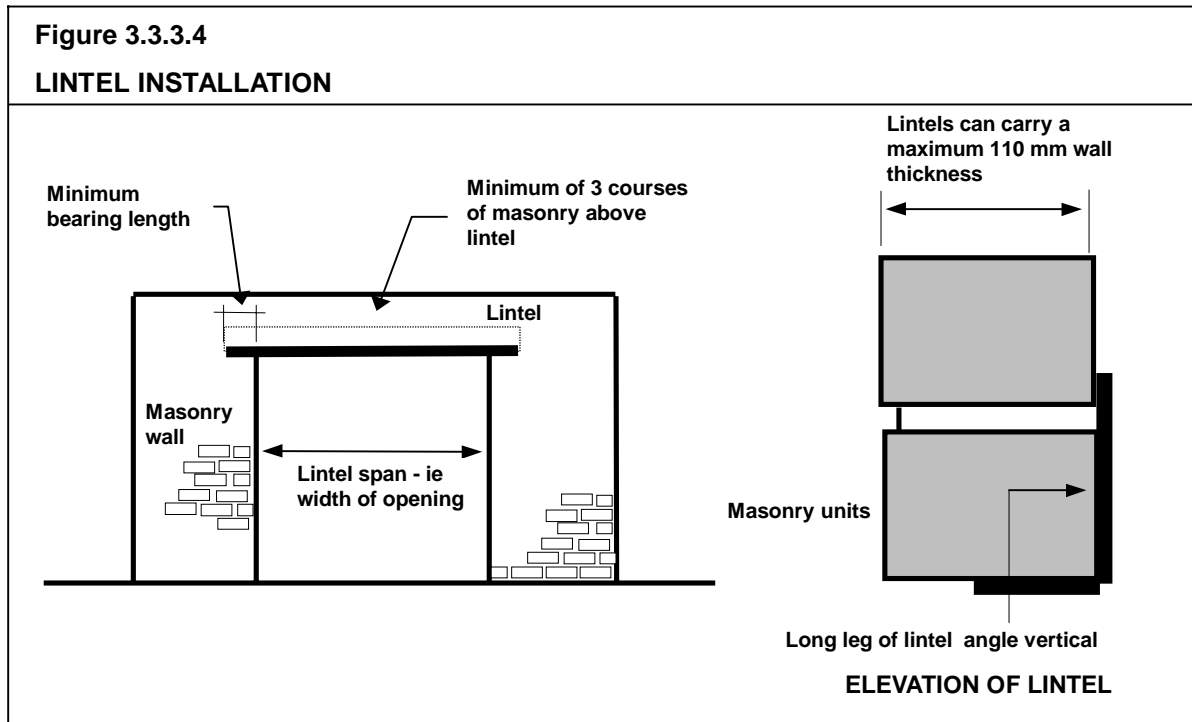 Figure 3.3.3.4
LINTEL INSTALLATION
Minimum
bearing length
Minimum of 3 courses
of masonry above
lintel
Lintel
Masonry
wall
Lintel span - ie
width of opening
Lintels can carry a
maximum 110 mm wall
thickness
Masonry units
Long leg of lintel angle vertical
ELEVATION OF LINTEL